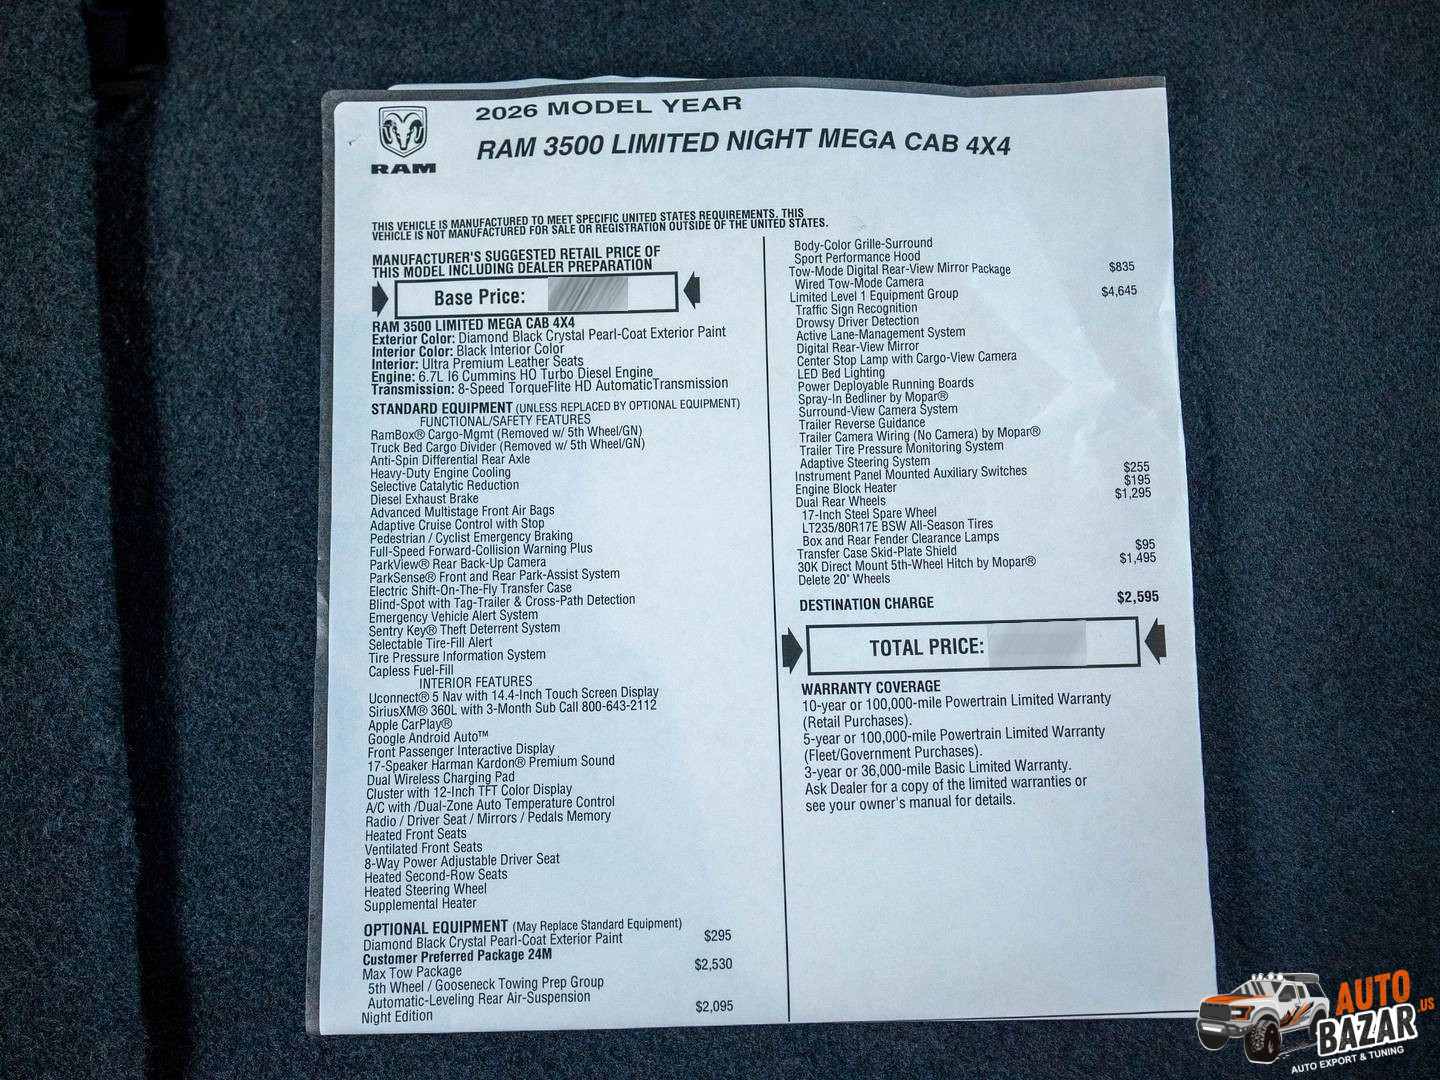 2026 MODEL YEAR
RAM 3500 LIMITED NIGHT MEGA CAB 4X4
RAM
THIS VEHICLE IS MANUFACTURED TO MEET SPECIFIC UNITED STATES REQUIREMENTS. THIS
VEHICLE IS NOT MANUFACTURED FOR SALE OR REGISTRATION OUTSIDE OF THE UNITED STATES.
MANUFACTURER'S SUGGESTED RETAIL PRICE OF
THIS MODEL INCLUDING DEALER PREPARATION
Base Price:
RAM 3500 LIMITED MEGA CAB 4X4
Exterior Color: Diamond Black Crystal Pearl-Coat Exterior Paint
Interior Color: Black Interior Color
Interior: Ultra Premium Leather Seats
Engine: 6.7L I6 Cummins HO Turbo Diesel Engine
Transmission: 8-Speed TorqueFlite HD AutomaticTransmission
STANDARD EQUIPMENT (UNLESS REPLACED BY OPTIONAL EQUIPMENT)
FUNCTIONAL/SAFETY FEATURES
RamBox® Cargo-Mgmt (Removed w/ 5th Wheel/GN)
Truck Bed Cargo Divider (Removed w/ 5th Wheel/GN)
Anti-Spin Differential Rear Axle
Heavy-Duty Engine Cooling
Selective Catalytic Reduction
Diesel Exhaust Brake
Advanced Multistage Front Air Bags
Adaptive Cruise Control with Stop
Pedestrian / Cyclist Emergency Braking
Full-Speed Forward-Collision Warning Plus
ParkView® Rear Back-Up Camera
ParkSense® Front and Rear Park-Assist System
Electric Shift-On-The-Fly Transfer Case
Blind-Spot with Tag-Trailer & Cross-Path Detection
Emergency Vehicle Alert System
Sentry Key® Theft Deterrent System
Selectable Tire-Fill Alert
Tire Pressure Information System
Capless Fuel-Fill
INTERIOR FEATURES
Uconnect® 5 Nav with 14.4-Inch Touch Screen Display
SiriusXM® 360L with 3-Month Sub Call 800-643-2112
Apple CarPlay®
Google Android Auto™
Front Passenger Interactive Display
17-Speaker Harman Kardon® Premium Sound
Dual Wireless Charging Pad
Cluster with 12-Inch TFT Color Display
A/C with /Dual-Zone Auto Temperature Control
Radio / Driver Seat / Mirrors / Pedals Memory
Heated Front Seats
Ventilated Front Seats
8-Way Power Adjustable Driver Seat
Heated Second-Row Seats
Heated Steering Wheel
Supplemental Heater
OPTIONAL EQUIPMENT (May Replace Standard Equipment)
Diamond Black Crystal Pearl-Coat Exterior Paint $295
Customer Preferred Package 24M
Max Tow Package $2,530
5th Wheel / Gooseneck Towing Prep Group
Automatic-Leveling Rear Air-Suspension
Night Edition $2,095
Body-Color Grille-Surround
Sport Performance Hood
Tow-Mode Digital Rear-View Mirror Package $835
Wired Tow-Mode Camera
Limited Level 1 Equipment Group $4,645
Traffic Sign Recognition
Drowsy Driver Detection
Active Lane-Management System
Digital Rear-View Mirror
Center Stop Lamp with Cargo-View Camera
LED Bed Lighting
Power Deployable Running Boards
Spray-In Bedliner by Mopar®
Surround-View Camera System
Trailer Reverse Guidance
Trailer Camera Wiring (No Camera) by Mopar®
Trailer Tire Pressure Monitoring System
Adaptive Steering System
Instrument Panel Mounted Auxiliary Switches $255
Engine Block Heater $195
Dual Rear Wheels $1,295
17-Inch Steel Spare Wheel
LT235/80R17E BSW All-Season Tires
Box and Rear Fender Clearance Lamps
Transfer Case Skid-Plate Shield $95
30K Direct Mount 5th-Wheel Hitch by Mopar® $1,495
Delete 20" Wheels
DESTINATION CHARGE $2,595
TOTAL PRICE:
WARRANTY COVERAGE
10-year or 100,000-mile Powertrain Limited Warranty
(Retail Purchases).
5-year or 100,000-mile Powertrain Limited Warranty
(Fleet/Government Purchases).
3-year or 36,000-mile Basic Limited Warranty.
Ask Dealer for a copy of the limited warranties or
see your owner's manual for details.
AUTO
BAZAR.US
AUTO EXPORT & TUNING